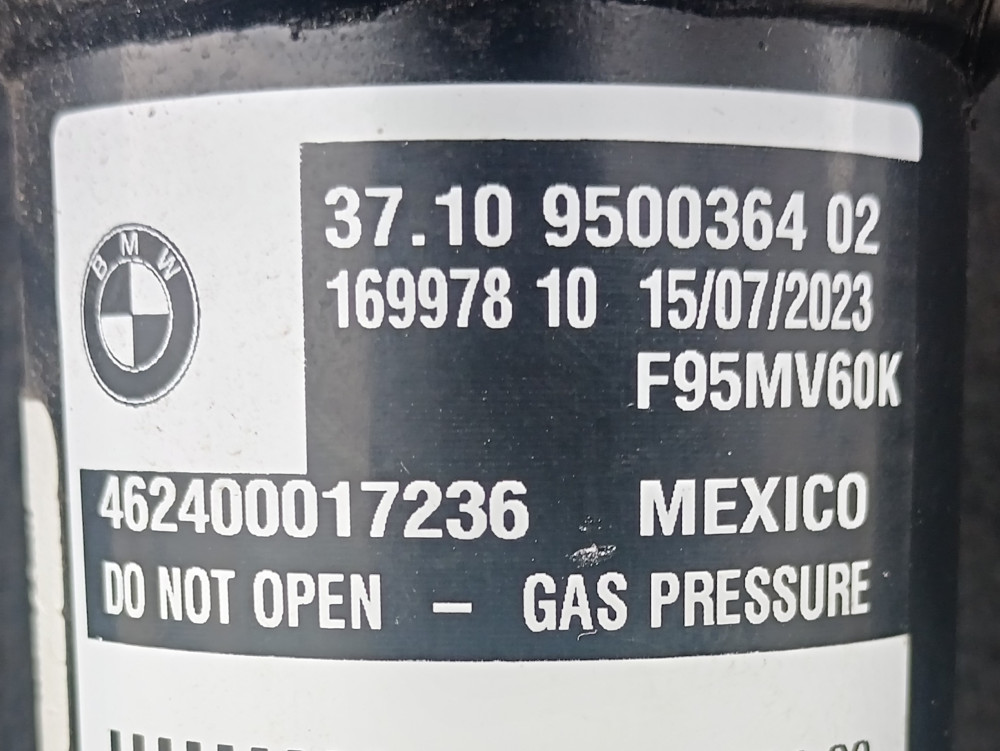 BMW
37.10 9500364 02
169978 10 15/07/2023
F95MV60K
462400017236 MEXICO
DO NOT OPEN – GAS PRESSURE